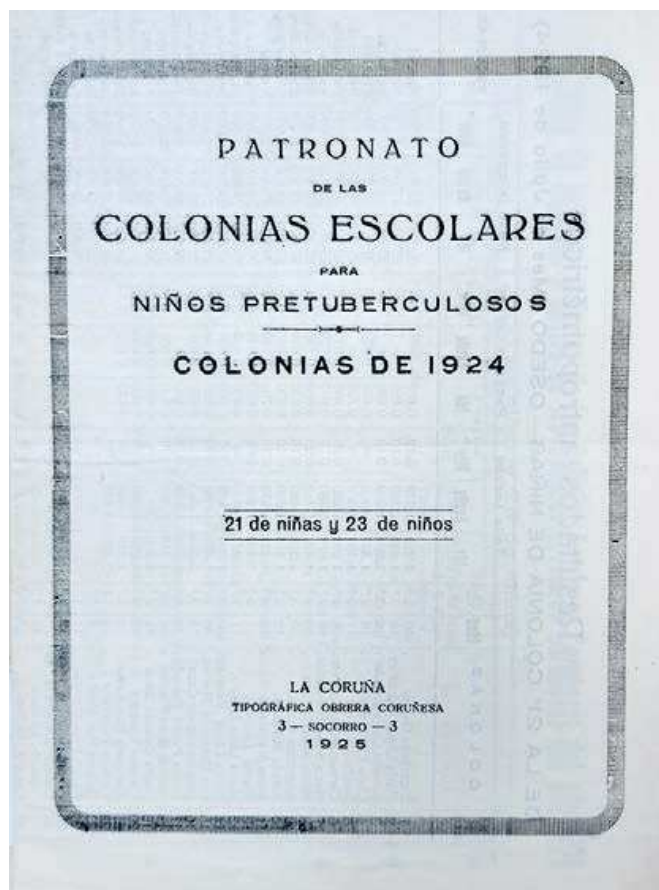 PATRONATO
DE LAS
COLONIAS ESCOLARES
PARA
NIÑOS PRETUBERCULOSOS
COLONIAS DE 1924
21 de niñas y 23 de niños
LA CORUÑA
TIPOGRÁFICA OBRERA CORUÑESA
3 — SOCORRO — 3
1925